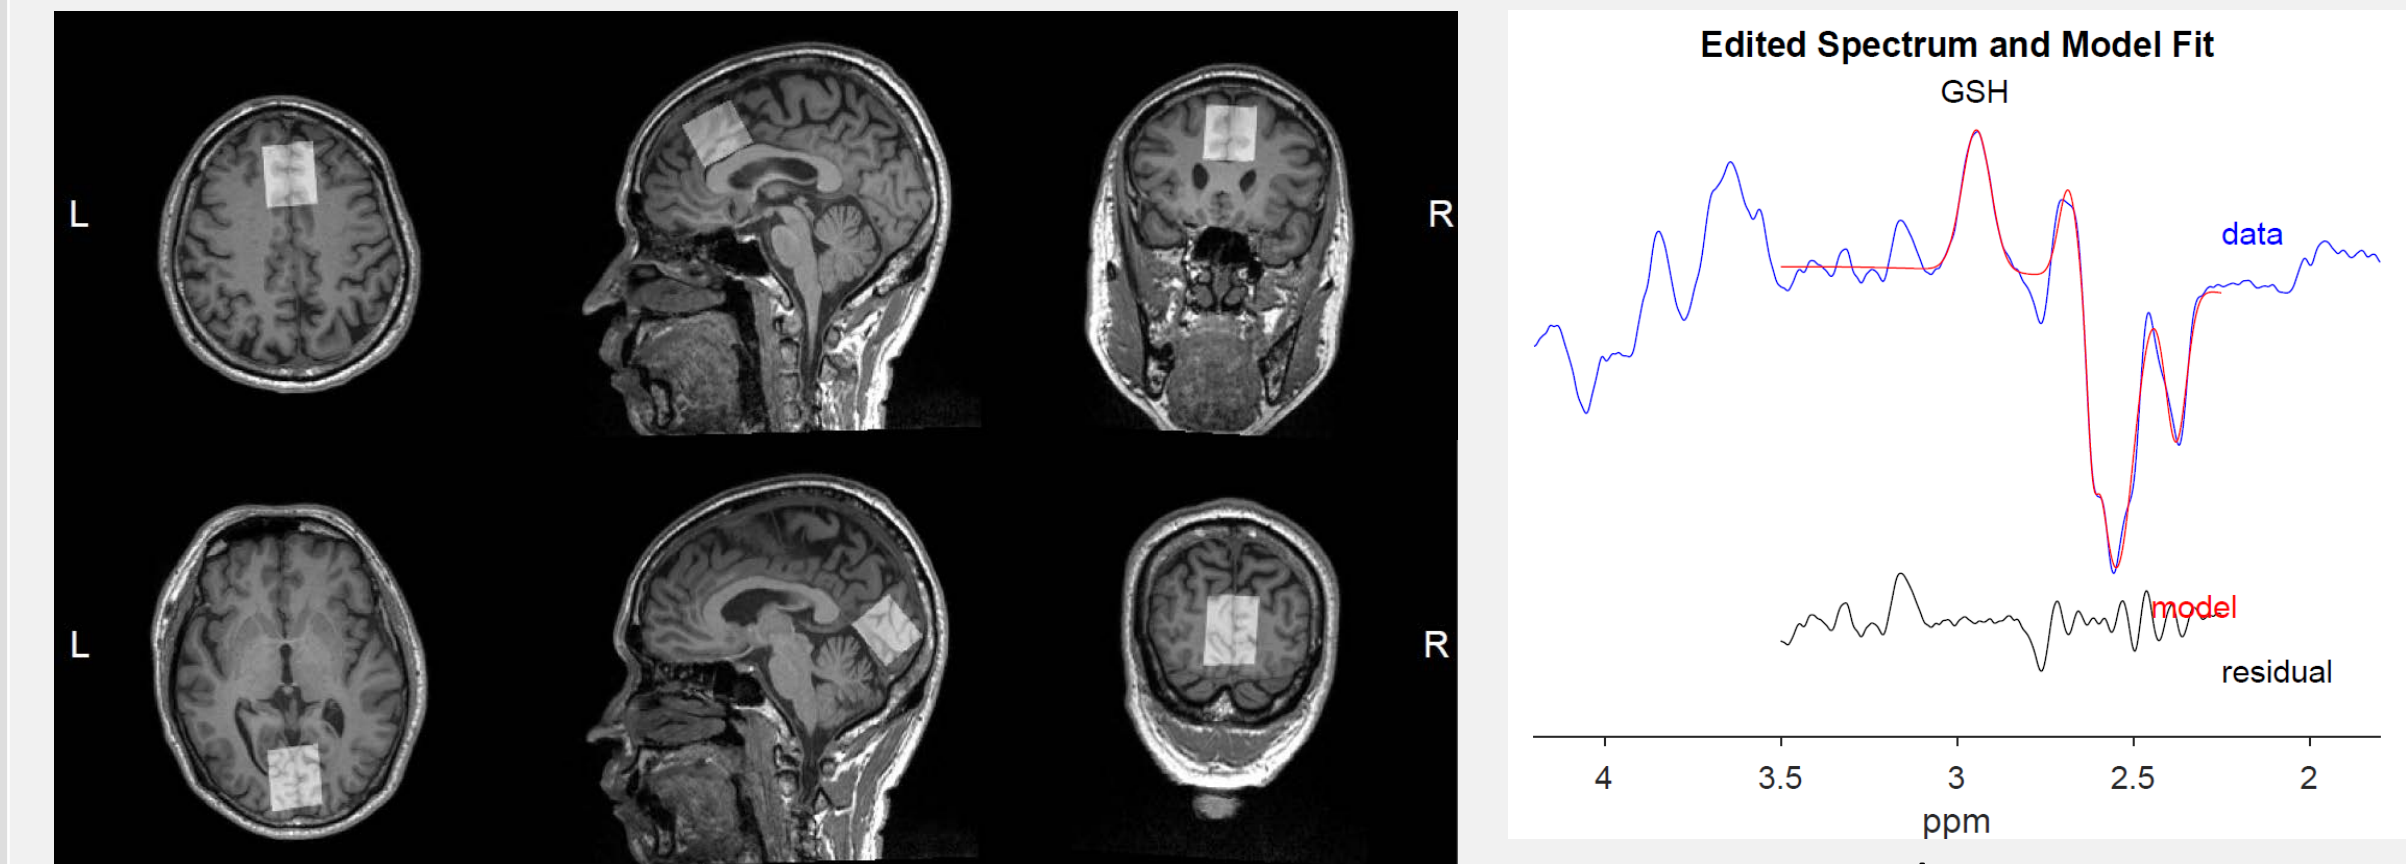 L
R
L
R
Edited Spectrum and Model Fit
GSH
data
model
residual
4 3.5 3 2.5 2
ppm